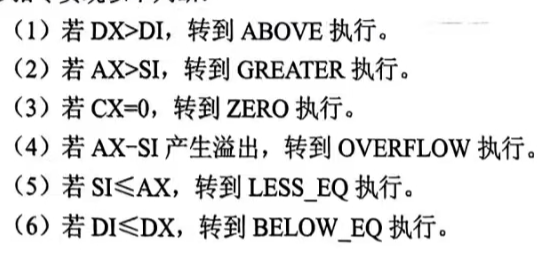 （1）若 DX>DI，转到 ABOVE 执行。
（2）若 AX>SI，转到 GREATER 执行。
（3）若 CX=0，转到 ZERO 执行。
（4）若 AX-SI 产生溢出，转到 OVERFLOW 执行。
（5）若 SI≤AX，转到 LESS_EQ 执行。
（6）若 DI≤DX，转到 BELOW_EQ 执行。